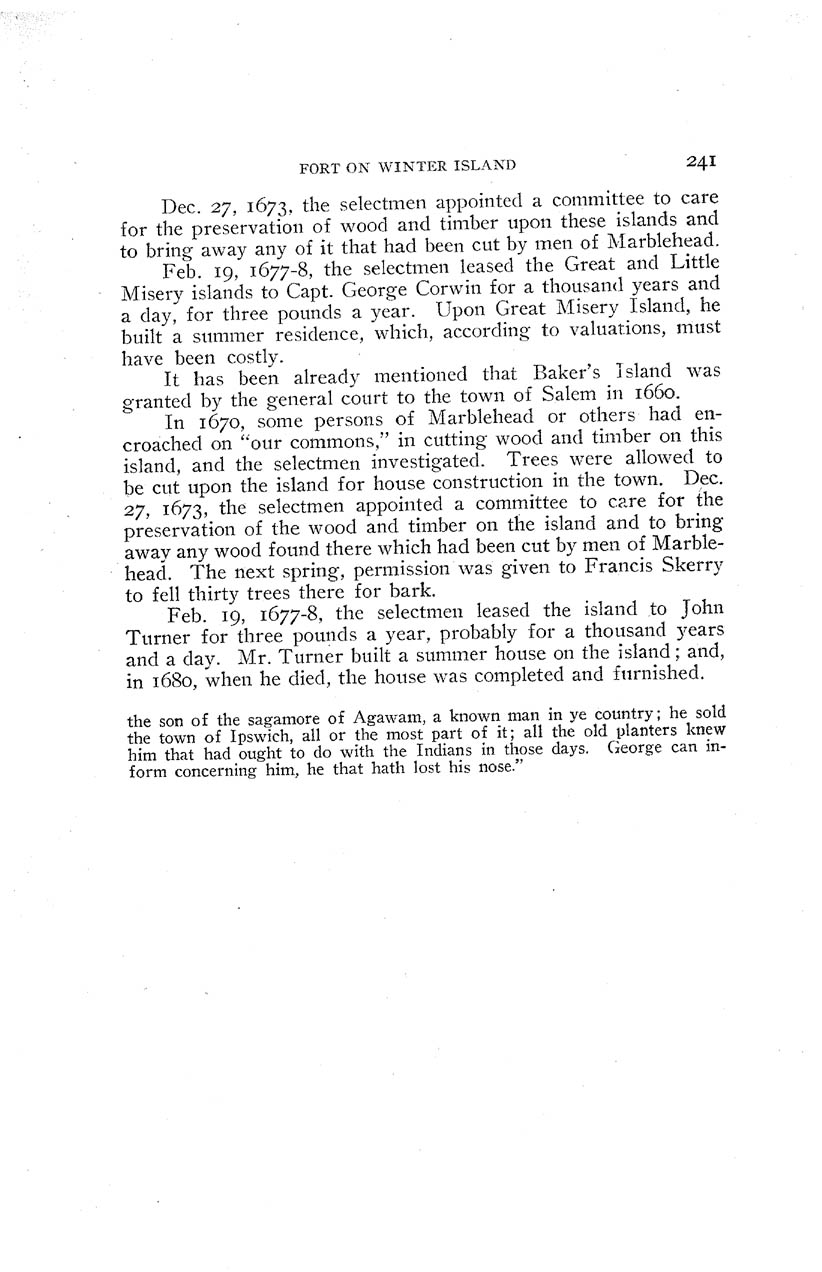 FORT ON WINTER ISLAND 241
Dec. 27, 1673, the selectmen appointed a committee to care
for the preservation of wood and timber upon these islands and
to bring away any of it that had been cut by men of Marblehead.
Feb. 19, 1677-8, the selectmen leased the Great and Little
Misery islands to Capt. George Corwin for a thousand years and
a day, for three pounds a year. Upon Great Misery Island, he
built a summer residence, which, according to valuations, must
have been costly.
It has been already mentioned that Baker's Island was
granted by the general court to the town of Salem in 1660.
In 1670, some persons of Marblehead or others had en-
croached on "our commons," in cutting wood and timber on this
island, and the selectmen investigated. Trees were allowed to
be cut upon the island for house construction in the town. Dec.
27, 1673, the selectmen appointed a committee to care for the
preservation of the wood and timber on the island and to bring
away any wood found there which had been cut by men of Marble-
head. The next spring, permission was given to Francis Skerry
to fell thirty trees there for bark.
Feb. 19, 1677-8, the selectmen leased the island to John
Turner for three pounds a year, probably for a thousand years
and a day. Mr. Turner built a summer house on the island; and,
in 1680, when he died, the house was completed and furnished.
the son of the sagamore of Agawam, a known man in ye country; he sold
the town of Ipswich, all or the most part of it; all the old planters knew
him that had ought to do with the Indians in those days. George can in-
form concerning him, he that hath lost his nose."